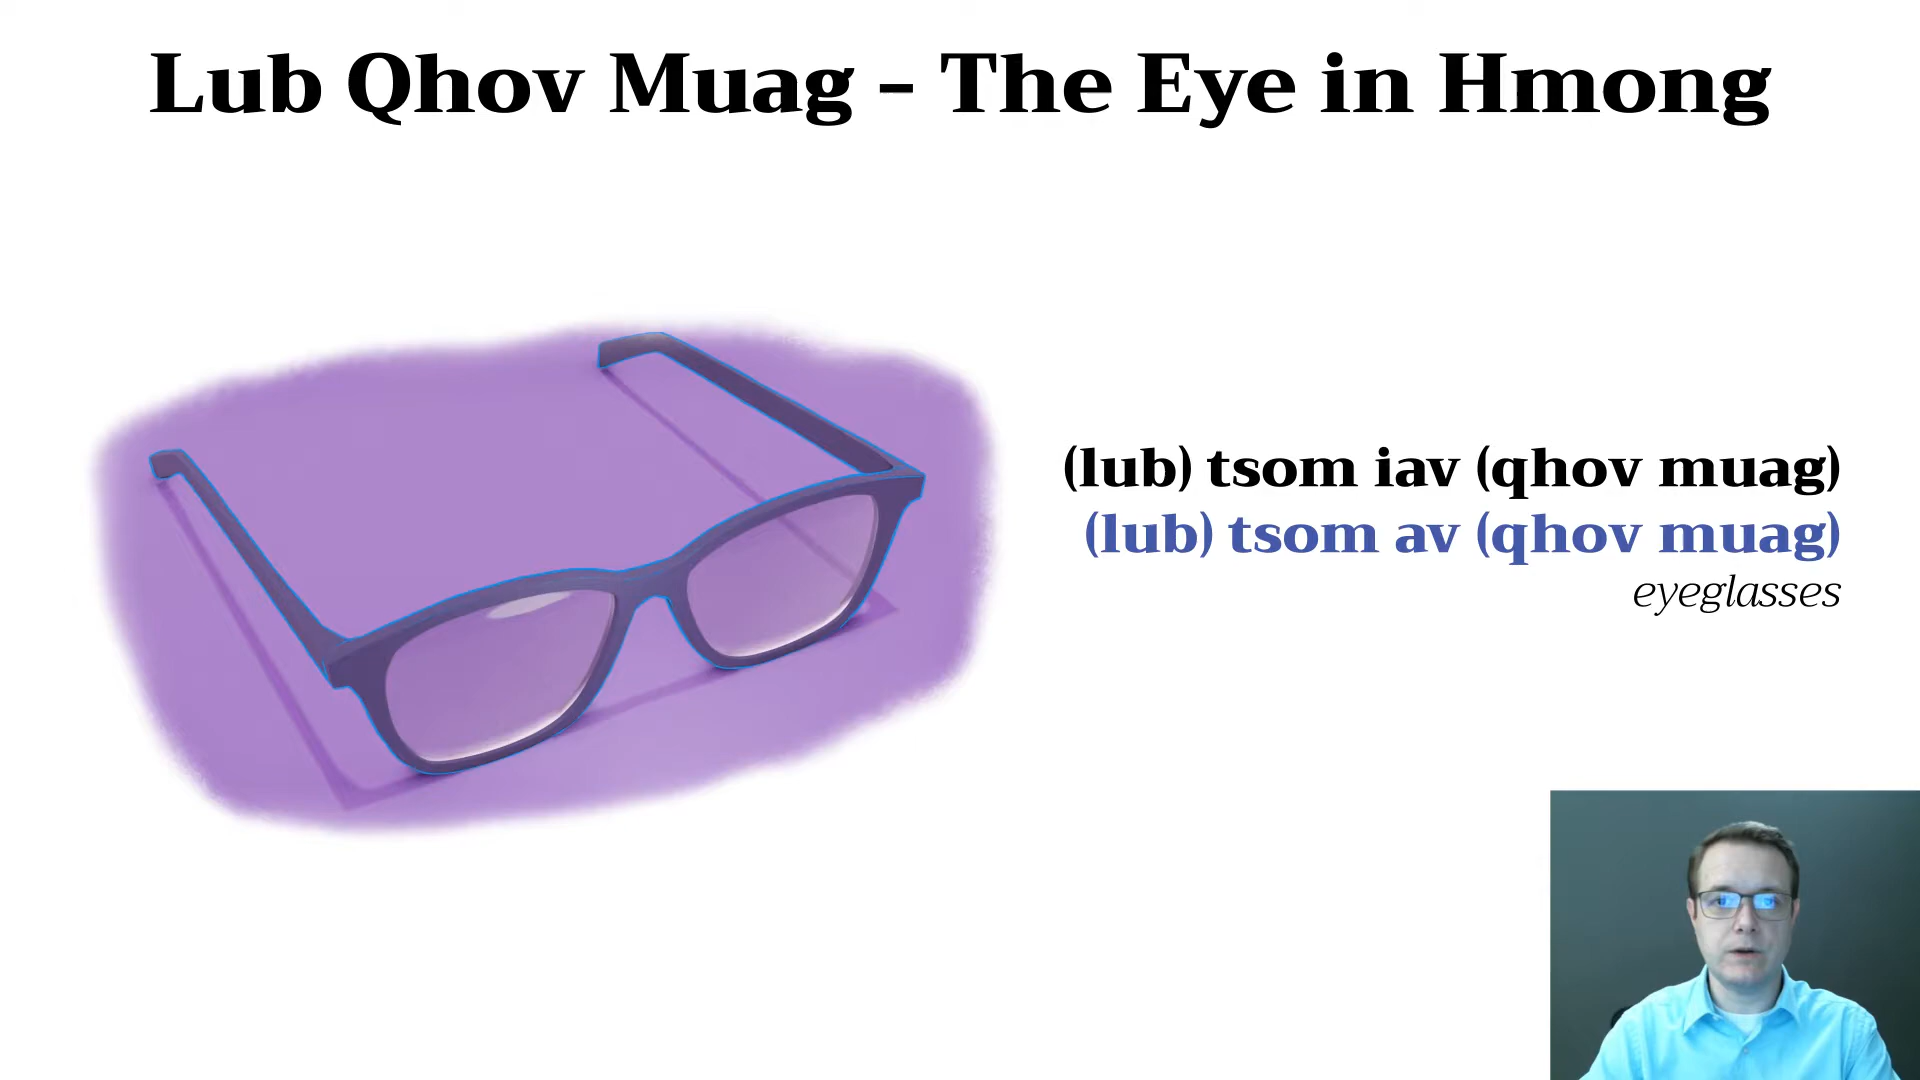 Lub Qhov Muag - The Eye in Hmong
(lub) tsom iav (qhov muag)
(lub) tsom av (qhov muag)
eyeglasses